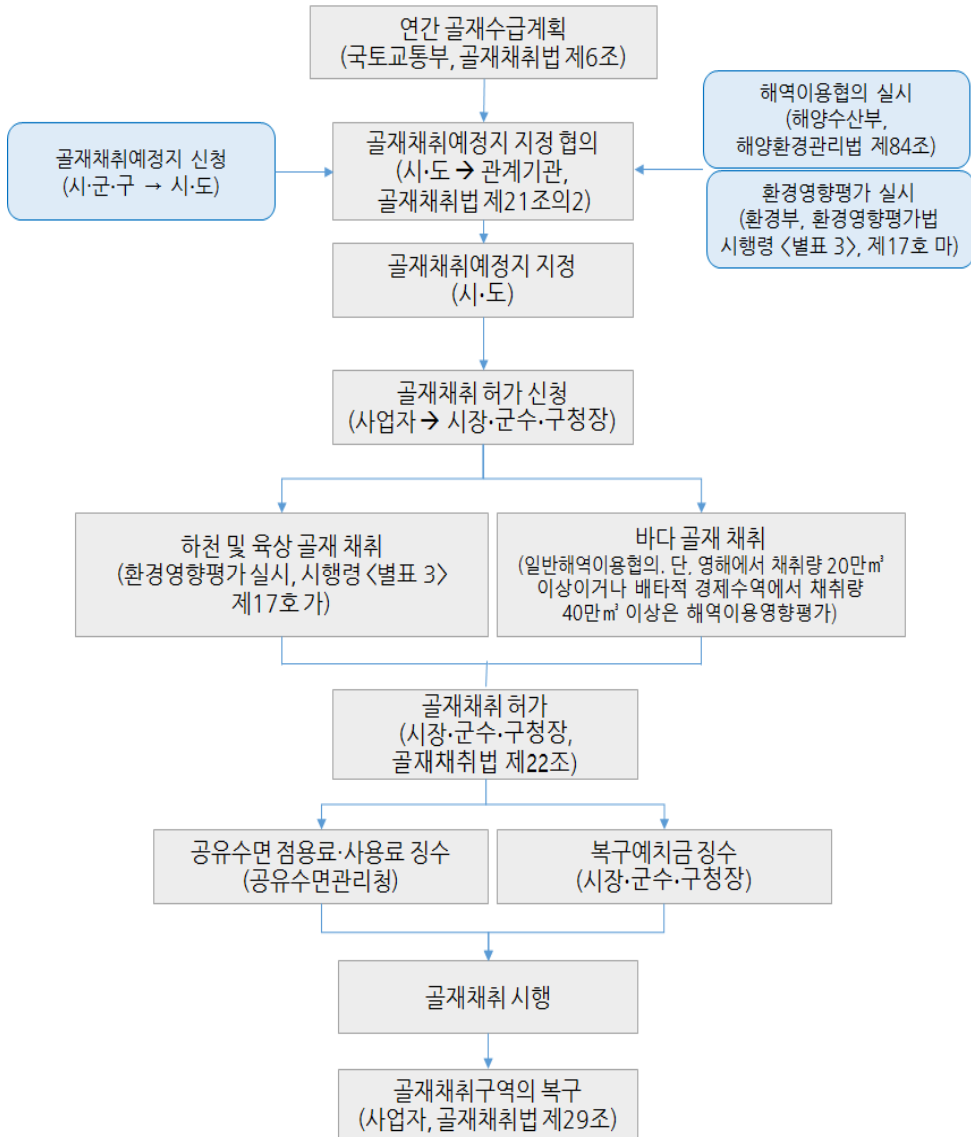 연간 골재수급계획
(국토교통부, 골재채취법 제6조)
해역이용협의 실시
(해양수산부,
해양환경관리법 제84조)
골재채취예정지 신청
(시·군·구 → 시·도)
골재채취예정지 지정 협의
(시·도 → 관계기관,
골재채취법 제21조의2)
환경영향평가 실시
(환경부, 환경영향평가법
시행령 <별표 3>, 제17호 마)
골재채취예정지 지정
(시·도)
골재채취 허가 신청
(사업자 → 시장·군수·구청장)
하천 및 육상 골재 채취
(환경영향평가 실시, 시행령 <별표 3>
제17호 가)
바다 골재 채취
(일반해역이용협의. 단, 영해에서 채취량 20만㎥
이상이거나 배타적 경제수역에서 채취량
40만㎥ 이상은 해역이용영향평가)
골재채취 허가
(시장·군수·구청장,
골재채취법 제22조)
공유수면 점용료·사용료 징수
(공유수면관리청)
복구예치금 징수
(시장·군수·구청장)
골재채취 시행
골재채취구역의 복구
(사업자, 골재채취법 제29조)